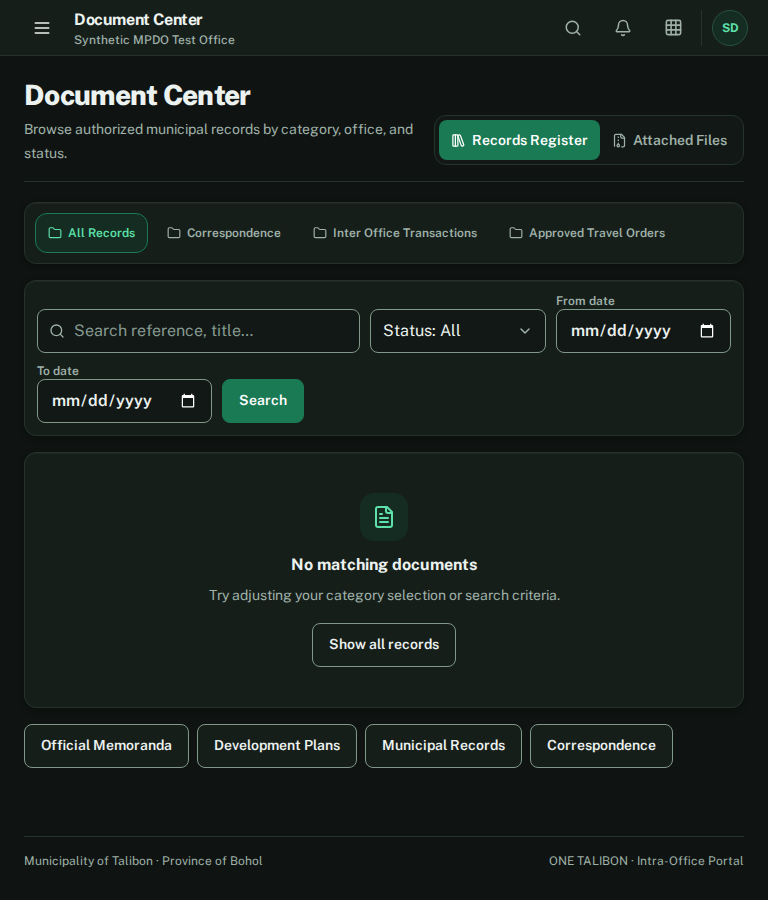 Document Center
Synthetic MPDO Test Office
SD
Document Center
Browse authorized municipal records by category, office, and
status.
Records Register
Attached Files
All Records
Correspondence
Inter Office Transactions
Approved Travel Orders
Search reference, title...
Status: All
From date
mm/dd/yyyy
To date
mm/dd/yyyy
Search
No matching documents
Try adjusting your category selection or search criteria.
Show all records
Official Memoranda
Development Plans
Municipal Records
Correspondence
Municipality of Talibon · Province of Bohol
ONE TALIBON · Intra-Office Portal